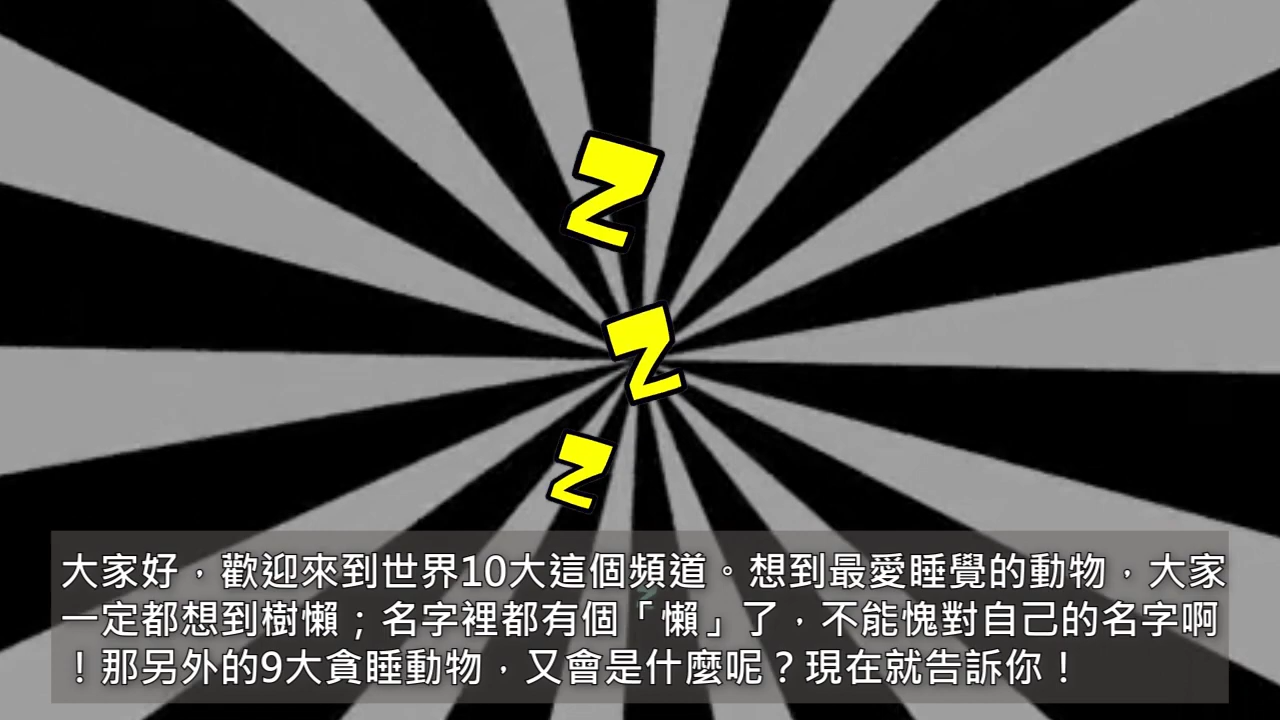 Z
Z
Z
大家好，歡迎來到世界10大這個頻道。想到最愛睡覺的動物，大家
一定都想到樹懶；名字裡都有個「懶」了，不能愧對自己的名字啊
！那另外的9大貪睡動物，又會是什麼呢？現在就告訴你！